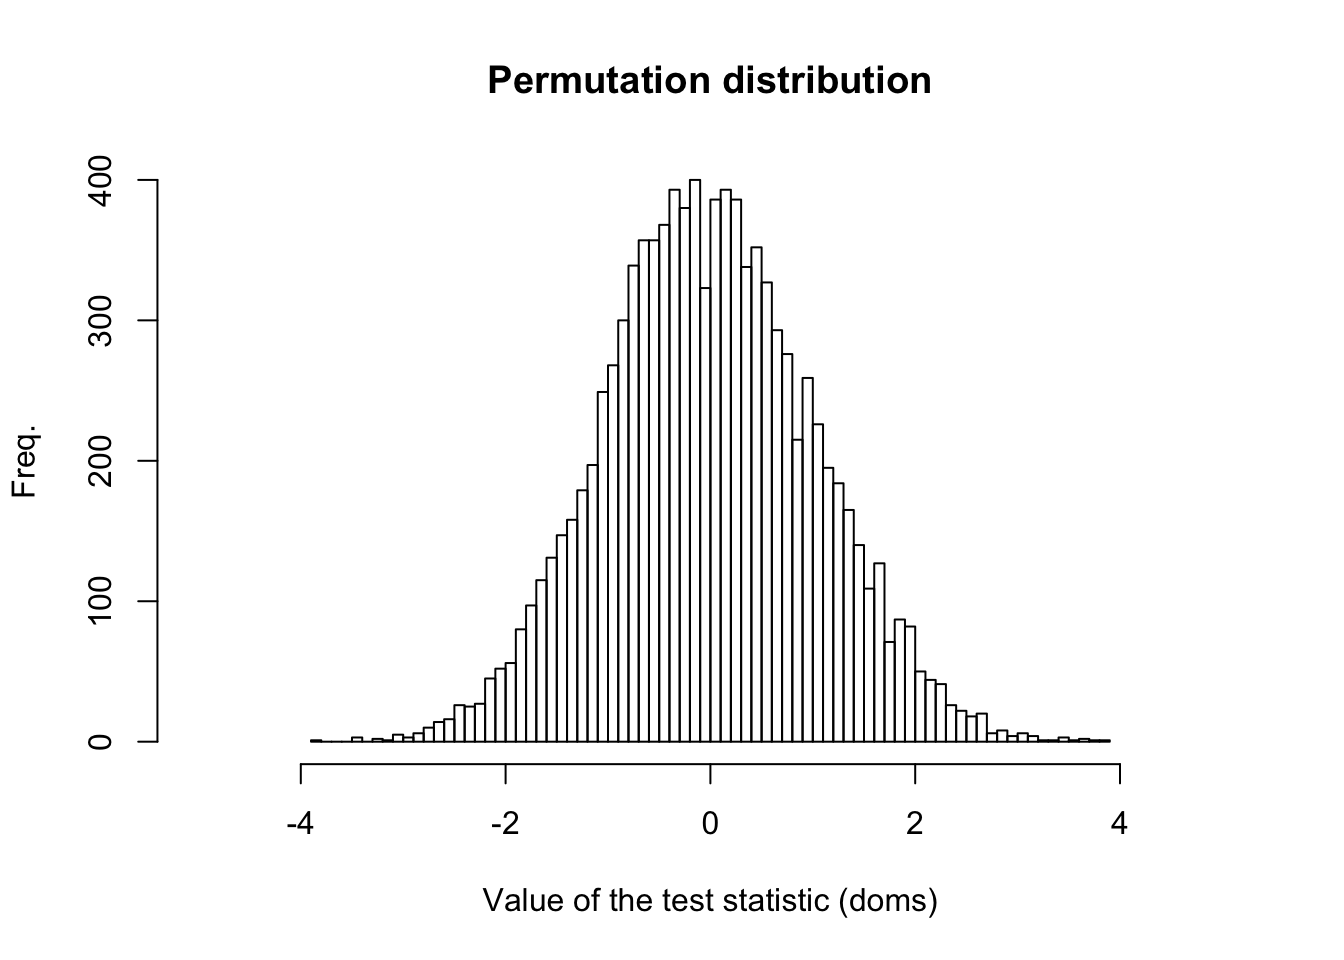 Permutation distribution
400
300
200
100
0
Freq.
-4 -2 0 2 4
Value of the test statistic (doms)